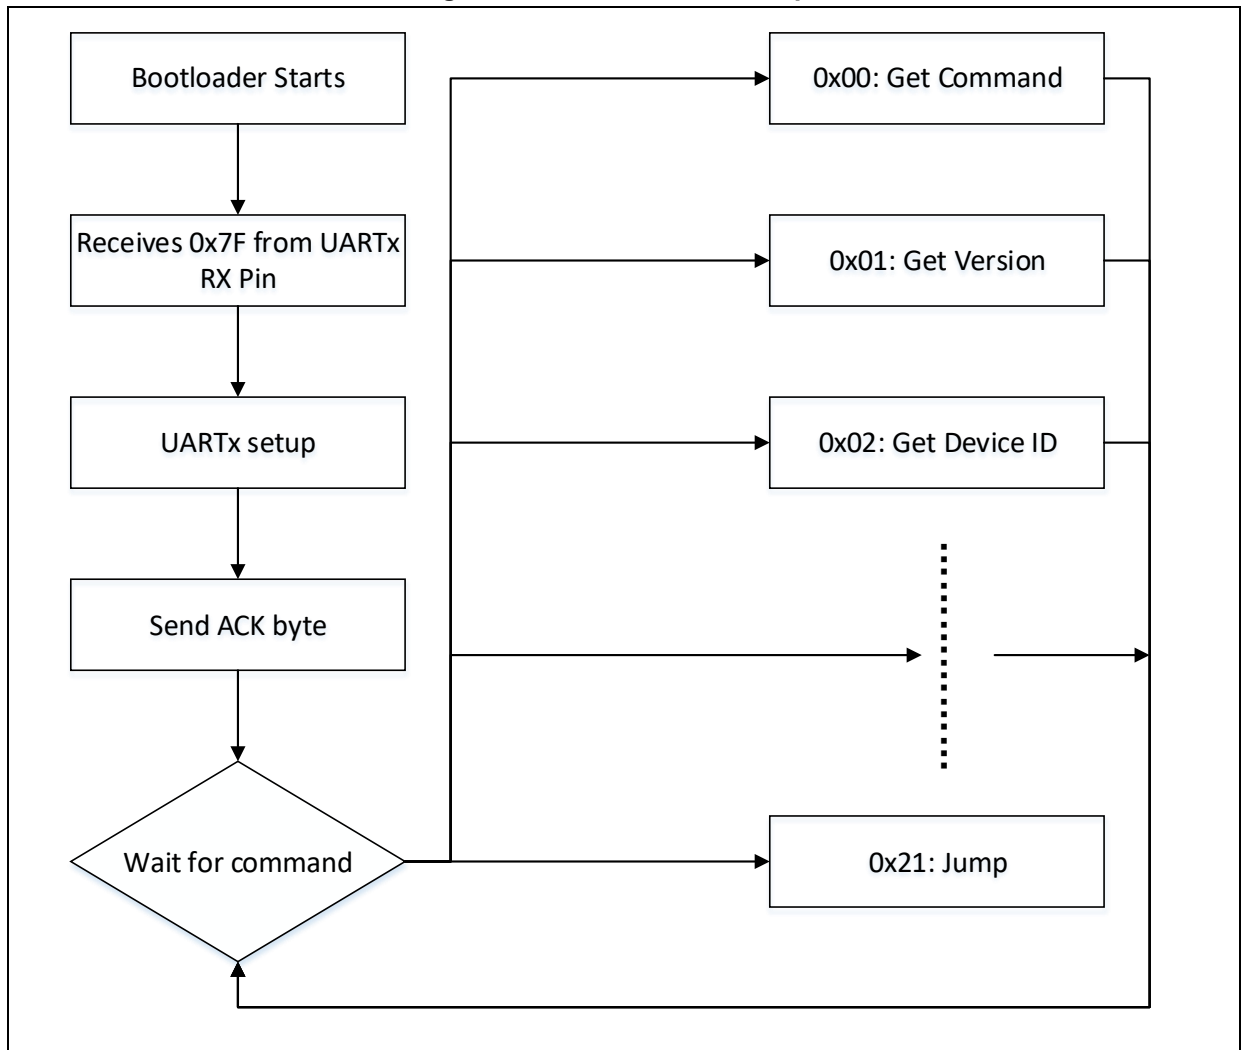 Bootloader Starts
Receives 0x7F from UARTx
RX Pin
UARTx setup
Send ACK byte
Wait for command
0x00: Get Command
0x01: Get Version
0x02: Get Device ID
0x21: Jump